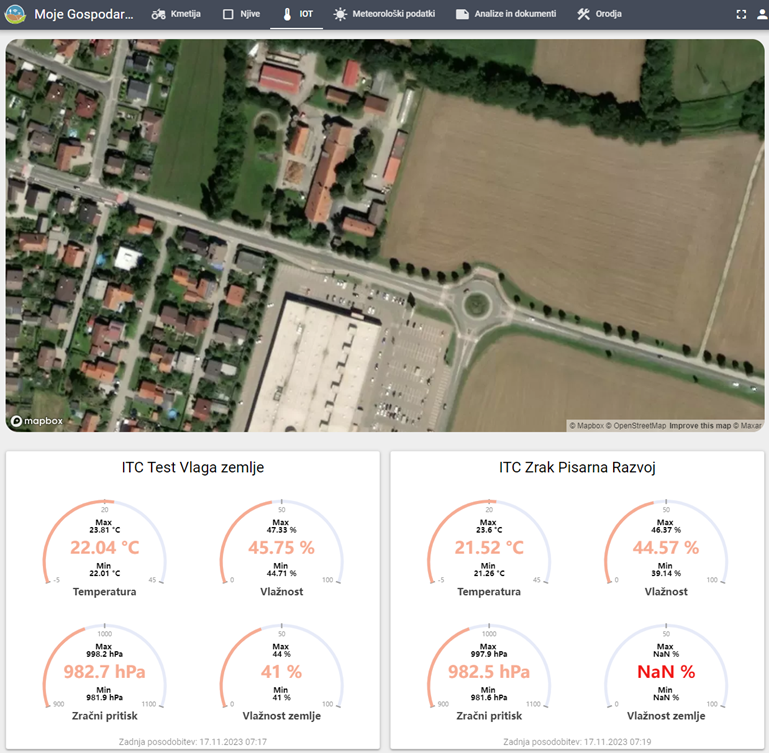 Moje Gospodar... Kmetija Njive IOT Meteorološki podatki Analize in dokumenti Orodja
mapbox
© Mapbox © OpenStreetMap Improve this map © Maxar
ITC Test Vlaga zemlje
20
Max
23.81 °C
22.04 °C
Min
22.01 °C
-5 45
Temperatura
50
Max
47.33 %
45.75 %
Min
44.71 %
0 100
Vlažnost
1000
Max
998.2 hPa
982.7 hPa
Min
981.9 hPa
900 1100
Zračni pritisk
50
Max
44 %
41 %
Min
41 %
0 100
Vlažnost zemlje
Zadnja posodobitev: 17.11.2023 07:17
ITC Zrak Pisarna Razvoj
20
Max
23.6 °C
21.52 °C
Min
21.26 °C
-5 45
Temperatura
50
Max
46.37 %
44.57 %
Min
39.14 %
0 100
Vlažnost
1000
Max
997.9 hPa
982.5 hPa
Min
981.6 hPa
900 1100
Zračni pritisk
50
Max
NaN %
NaN %
Min
NaN %
0 100
Vlažnost zemlje
Zadnja posodobitev: 17.11.2023 07:19